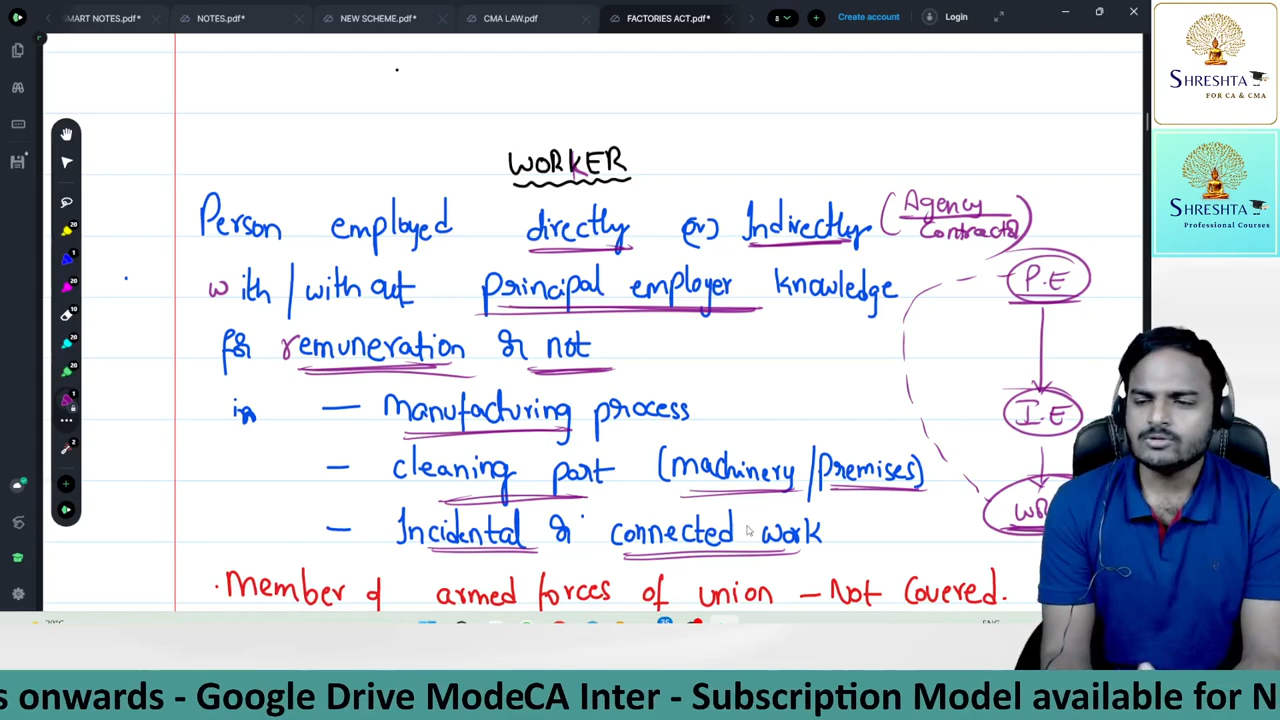 SMART NOTES.pdf*
NOTES.pdf*
NEW SCHEME.pdf*
CMA LAW.pdf
FACTORIES ACT.pdf*
8
Create account
Login
SHRESHTA
FOR CA & CMA
SHRESHTA
Professional Courses
WORKER
Person employed directly (or) Indirectly (Agency Contracts)
with/without principal employer knowledge
for remuneration or not
in — manufacturing process
— cleaning part (machinery/premises)
— Incidental or connected work
. Member of armed forces of union — Not Covered.
P.E
I.E
ENG
s onwards - Google Drive ModeCA Inter - Subscription Model available for N